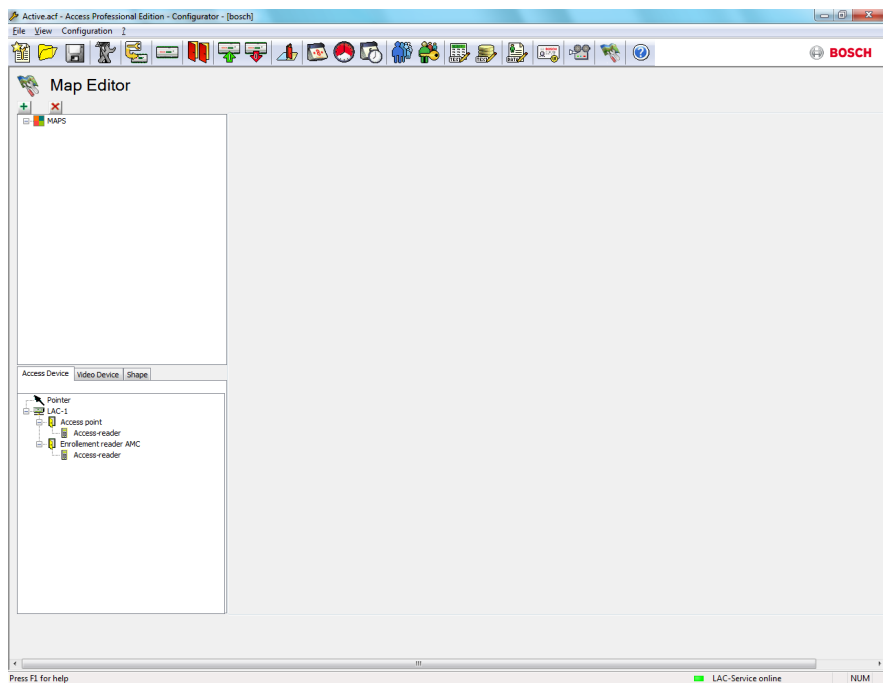 Active.acf - Access Professional Edition - Configurator - [bosch]
File View Configuration ?
BOSCH
Map Editor
MAPS
Access Device Video Device Shape
Pointer
LAC-1
Access point
Access-reader
Enrollement reader AMC
Access-reader
Press F1 for help LAC-Service online NUM